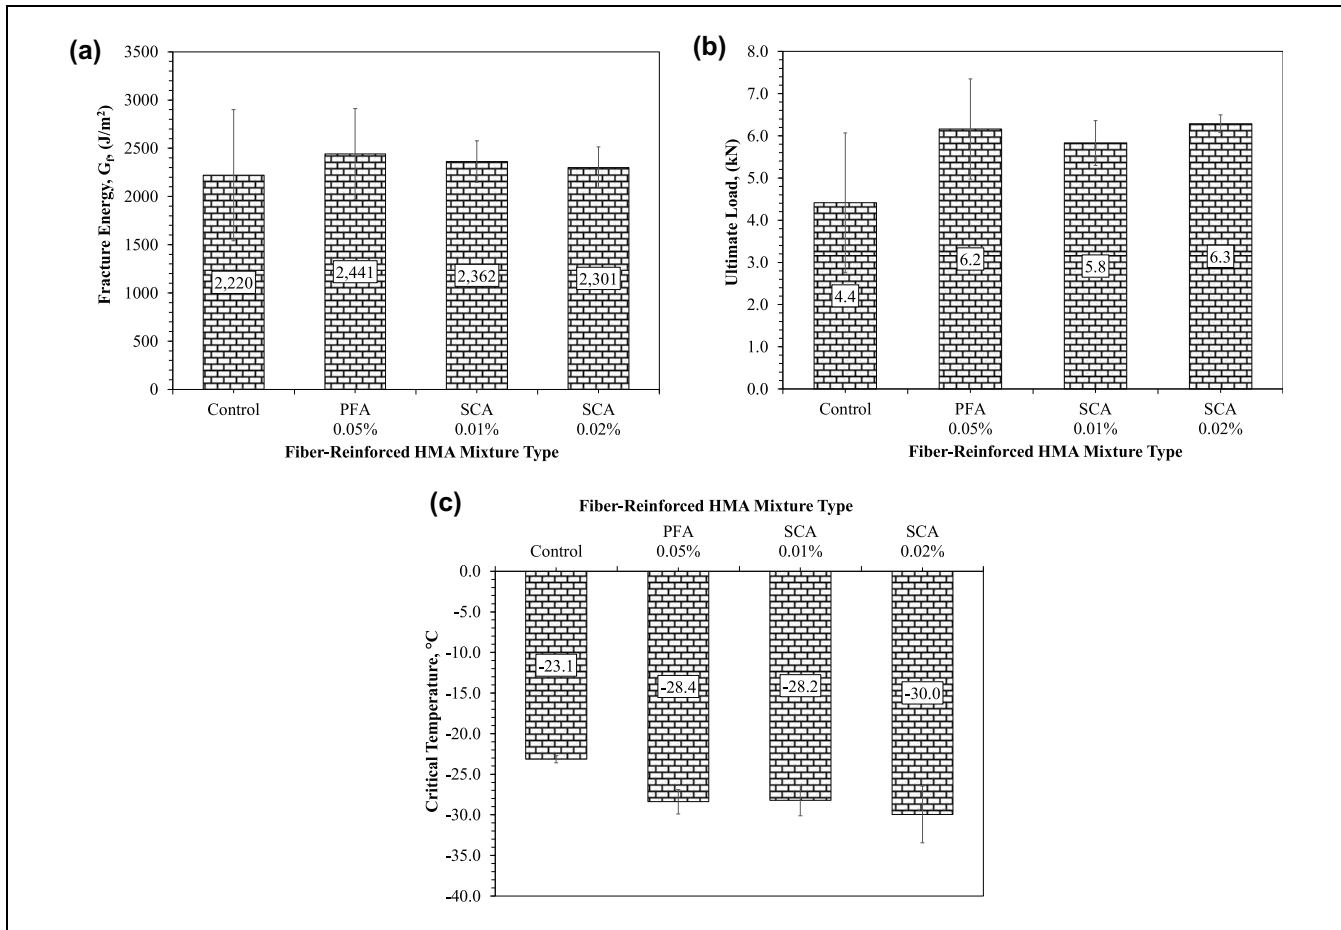 (a)
Fracture Energy, Gf, (J/m²)
3500
3000
2500
2000
1500
1000
500
0
2,220
2,441
2,362
2,301
Control
PFA
0.05%
SCA
0.01%
SCA
0.02%
Fiber-Reinforced HMA Mixture Type
(b)
Ultimate Load, (kN)
8.0
7.0
6.0
5.0
4.0
3.0
2.0
1.0
0.0
4.4
6.2
5.8
6.3
Control
PFA
0.05%
SCA
0.01%
SCA
0.02%
Fiber-Reinforced HMA Mixture Type
(c)
Fiber-Reinforced HMA Mixture Type
Control
PFA
0.05%
SCA
0.01%
SCA
0.02%
Critical Temperature, °C
0.0
-5.0
-10.0
-15.0
-20.0
-25.0
-30.0
-35.0
-40.0
-23.1
-28.4
-28.2
-30.0